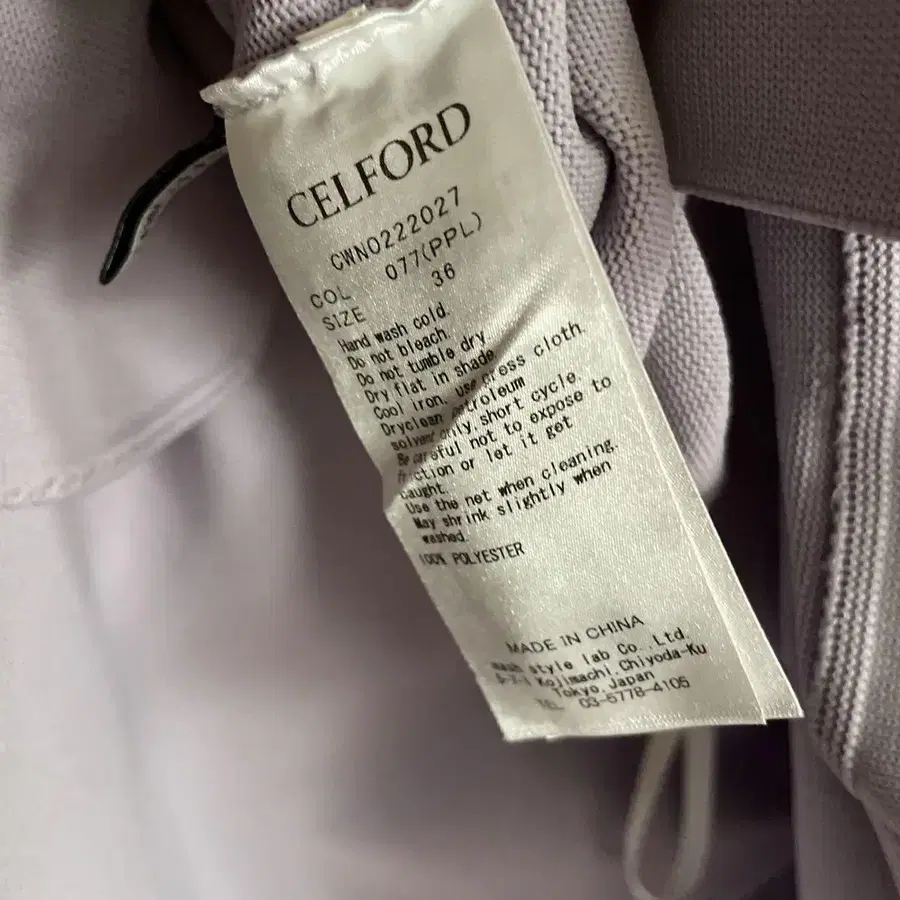 CELFORD
CWNO222027
COL 077(PPL)
SIZE 36
Hand wash cold.
Do not bleach.
Do not tumble dry
Dry flat in shade
Cool iron, use press cloth.
Dryclean petroleum
solvent only, short cycle.
Be careful not to expose to
friction or let it get
caught.
Use the net when cleaning.
May shrink slightly when
washed.
100% POLYESTER
MADE IN CHINA
mash style lab Co., Ltd.
Kojimachi, Chiyoda-Ku
Tokyo, Japan
TEL 03-5778-4105